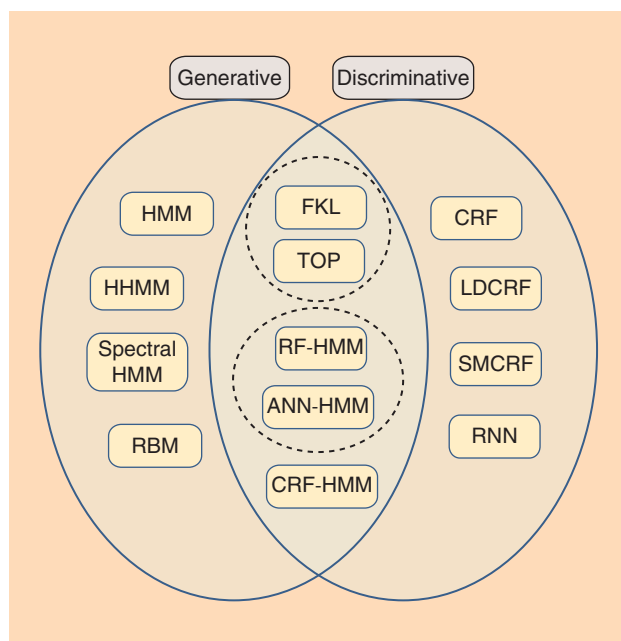 Generative
Discriminative
HMM
HHMM
Spectral
HMM
RBM
FKL
TOP
RF-HMM
ANN-HMM
CRF-HMM
CRF
LDCRF
SMCRF
RNN